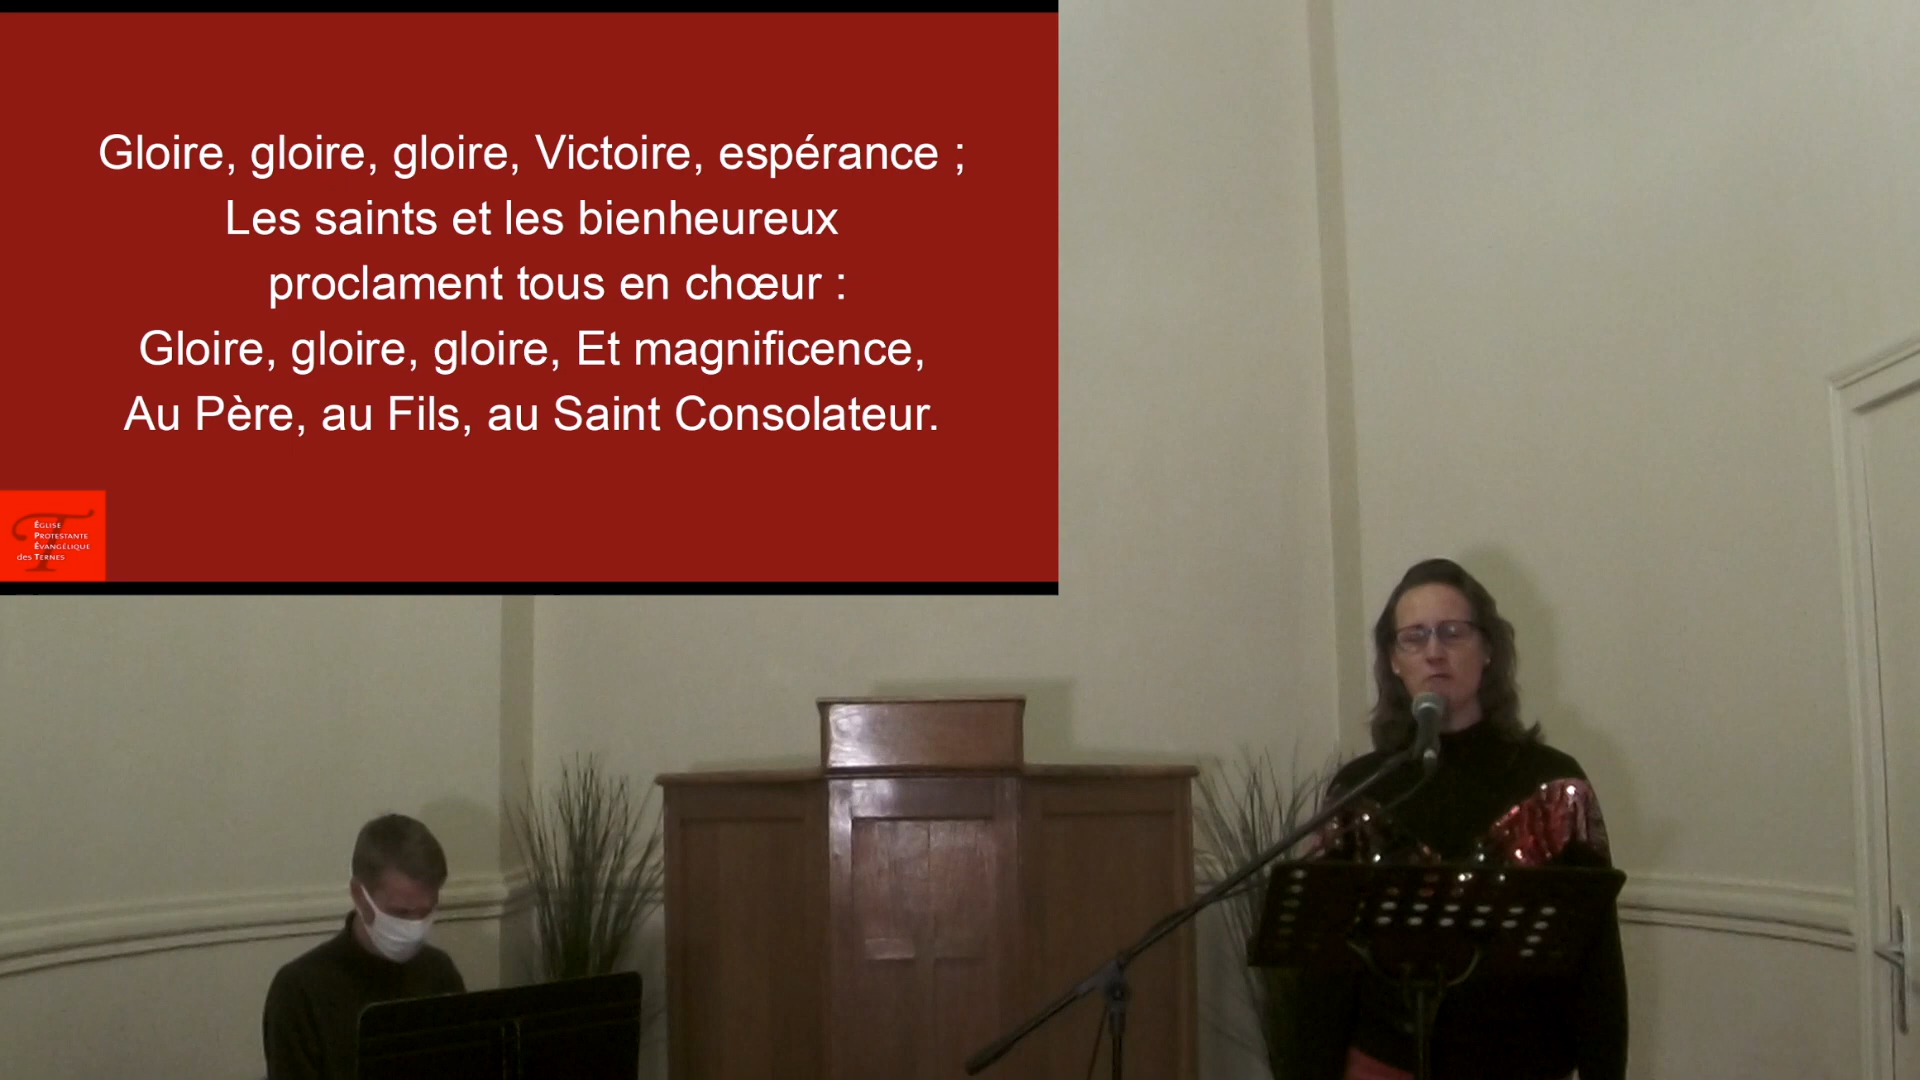 Gloire, gloire, gloire, Victoire, espérance ;
Les saints et les bienheureux
proclament tous en chœur :
Gloire, gloire, gloire, Et magnificence,
Au Père, au Fils, au Saint Consolateur.
ÉGLISE
PROTESTANTE
ÉVANGÉLIQUE
des TERNES